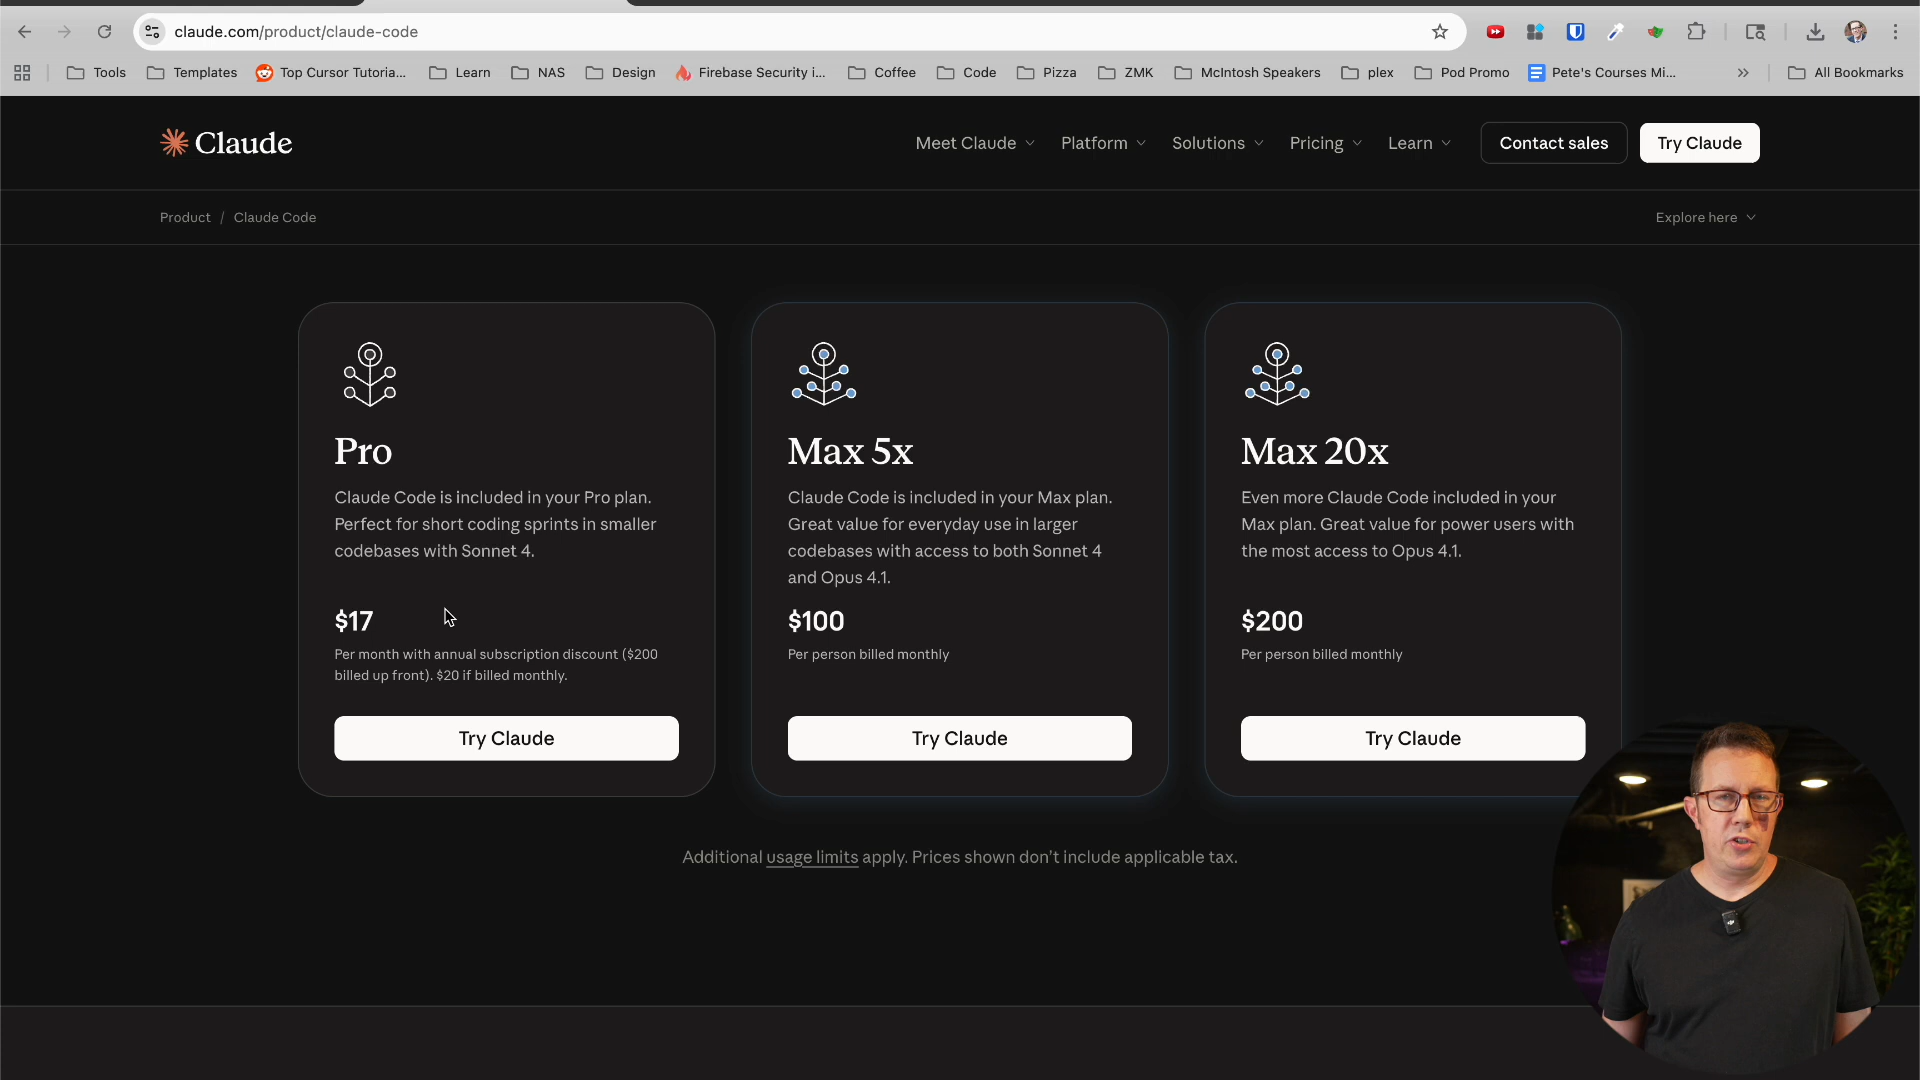 claude.com/product/claude-code
Tools
Templates
Top Cursor Tutoria...
Learn
NAS
Design
Firebase Security i...
Coffee
Code
Pizza
ZMK
McIntosh Speakers
plex
Pod Promo
Pete's Courses Mi...
All Bookmarks
Claude
Meet Claude
Platform
Solutions
Pricing
Learn
Contact sales
Try Claude
Product / Claude Code
Explore here
Pro
Claude Code is included in your Pro plan.
Perfect for short coding sprints in smaller
codebases with Sonnet 4.
$17
Per month with annual subscription discount ($200
billed up front). $20 if billed monthly.
Try Claude
Max 5x
Claude Code is included in your Max plan.
Great value for everyday use in larger
codebases with access to both Sonnet 4
and Opus 4.1.
$100
Per person billed monthly
Try Claude
Max 20x
Even more Claude Code included in your
Max plan. Great value for power users with
the most access to Opus 4.1.
$200
Per person billed monthly
Try Claude
Additional usage limits apply. Prices shown don't include applicable tax.